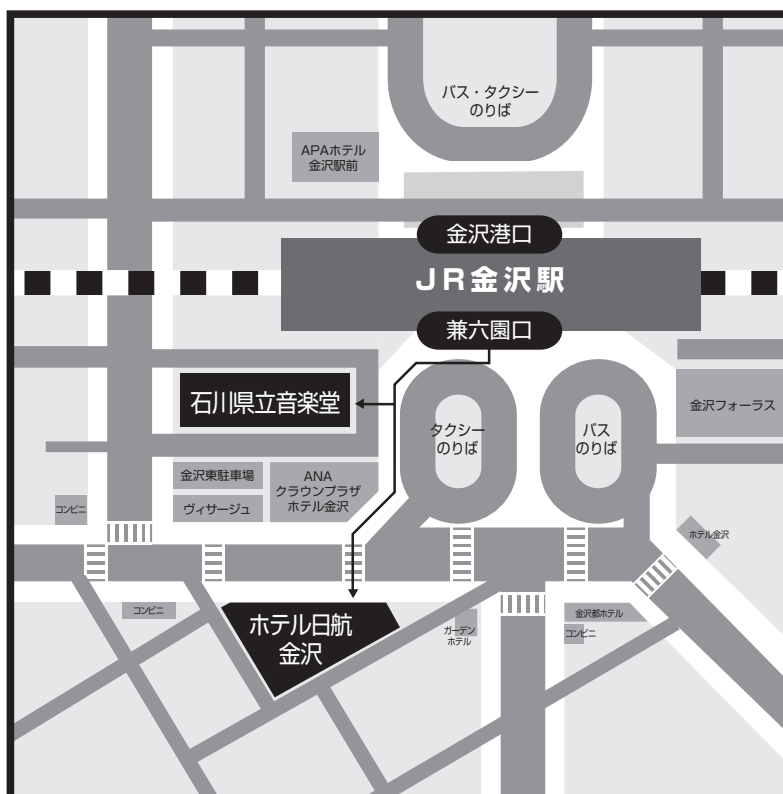 バス・タクシー
のりば
APAホテル
金沢駅前
金沢港口
JR金沢駅
兼六園口
石川県立音楽堂
タクシー
のりば
バス
のりば
金沢フォーラス
金沢東駐車場
ANA
クラウンプラザ
ホテル金沢
ヴィサージュ
コンビニ
ホテル金沢
コンビニ
ホテル日航
金沢
ガーデン
ホテル
金沢都ホテル
コンビニ